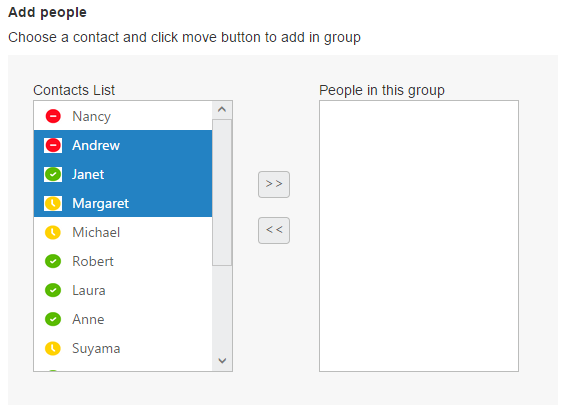 Add people
Choose a contact and click move button to add in group
Contacts List
Nancy
Andrew
Janet
Margaret
Michael
Robert
Laura
Anne
Suyama
>>
<<
People in this group